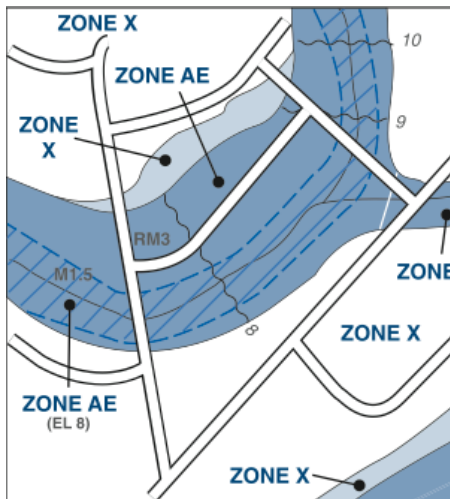 ZONE X
10
ZONE AE
ZONE
X
9
RM3
M1.5
ZONE
8
ZONE X
ZONE AE
(EL 8)
ZONE X